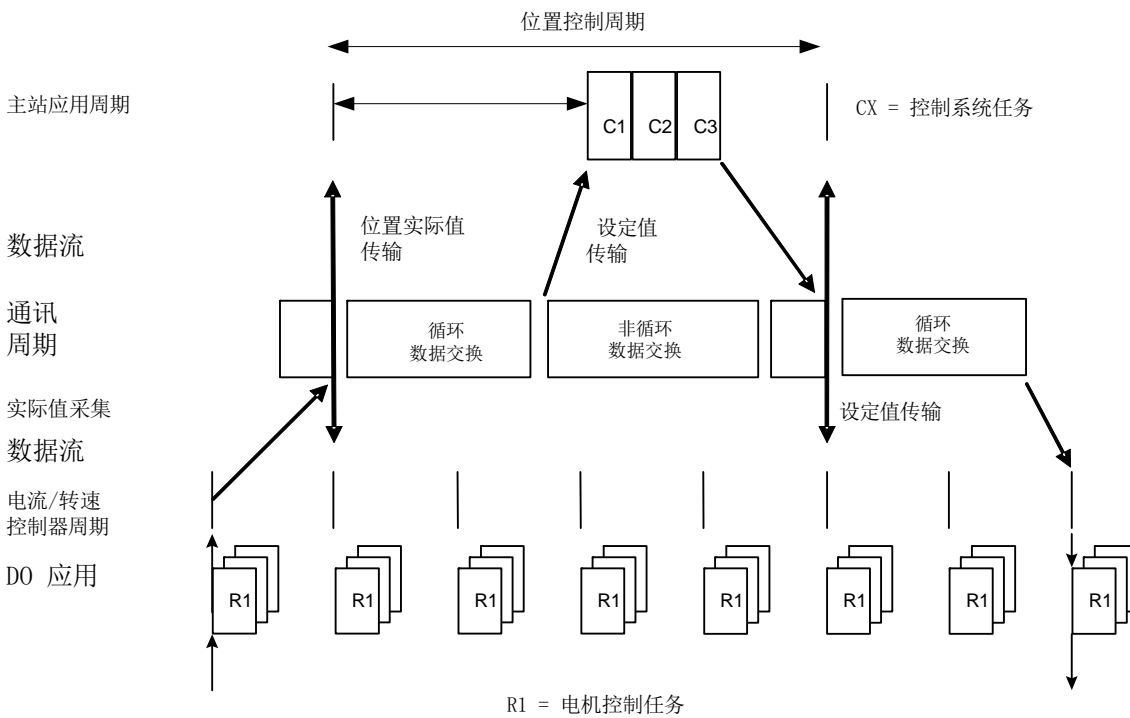 位置控制周期
主站应用周期
C1 C2 C3
CX = 控制系统任务
位置实际值
传输
设定值
传输
数据流
通讯
周期
循环
数据交换
非循环
数据交换
循环
数据交换
实际值采集
设定值传输
数据流
电流/转速
控制器周期
DO 应用
R1 R1 R1 R1 R1 R1 R1 R1
R1 = 电机控制任务